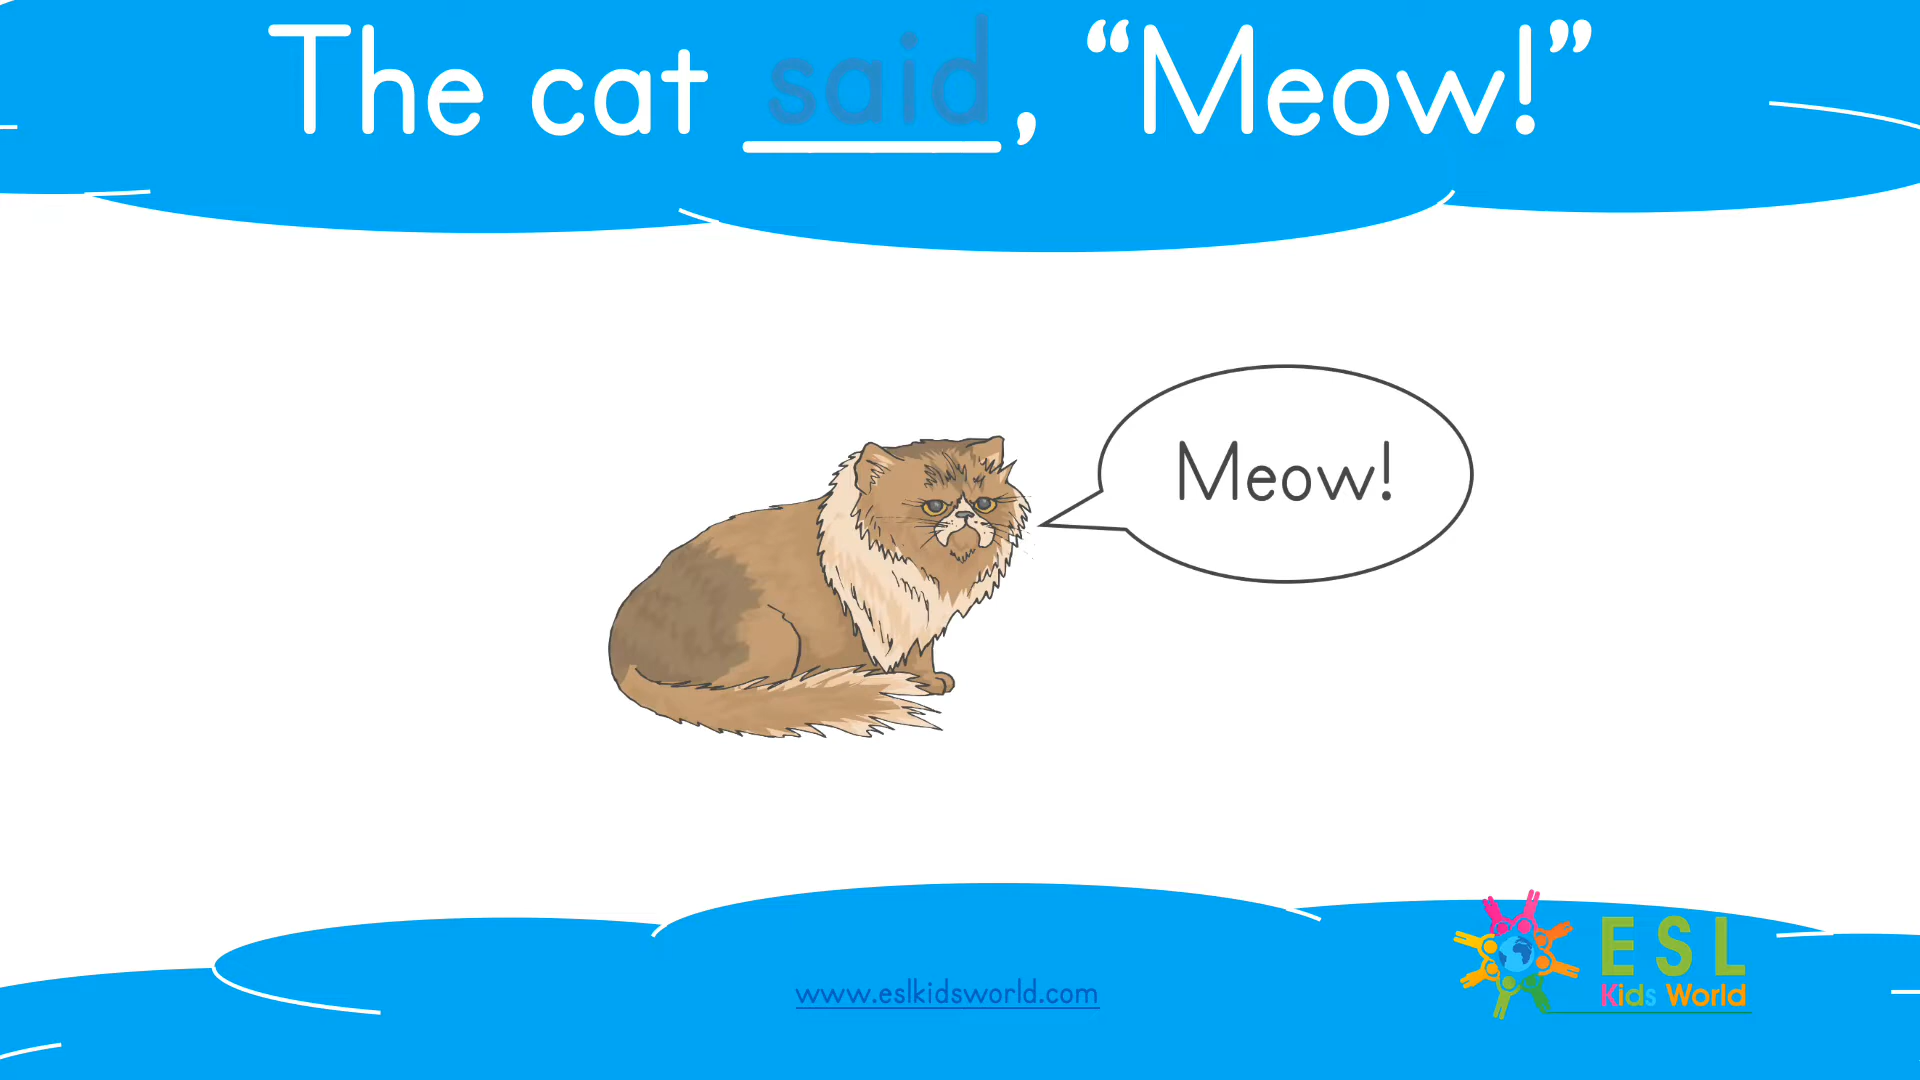 The cat said, “Meow!”
Meow!
www.eslkidsworld.com
ESL
Kids World